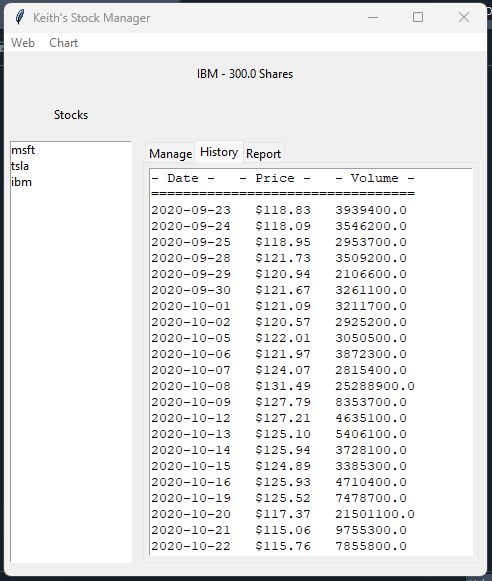 Keith's Stock Manager
Web Chart
IBM - 300.0 Shares
Stocks
msft
tsla
ibm
Manage History Report
- Date -   - Price -   - Volume -
=================================
2020-09-23   $118.83   3939400.0
2020-09-24   $118.09   3546200.0
2020-09-25   $118.95   2953700.0
2020-09-28   $121.73   3509200.0
2020-09-29   $120.94   2106600.0
2020-09-30   $121.67   3261100.0
2020-10-01   $121.09   3211700.0
2020-10-02   $120.57   2925200.0
2020-10-05   $122.01   3050500.0
2020-10-06   $121.97   3872300.0
2020-10-07   $124.07   2815400.0
2020-10-08   $131.49   25288900.0
2020-10-09   $127.79   8353700.0
2020-10-12   $127.21   4635100.0
2020-10-13   $125.10   5406100.0
2020-10-14   $125.94   3728100.0
2020-10-15   $124.89   3385300.0
2020-10-16   $125.93   4710400.0
2020-10-19   $125.52   7478700.0
2020-10-20   $117.37   21501100.0
2020-10-21   $115.06   9755300.0
2020-10-22   $115.76   7855800.0